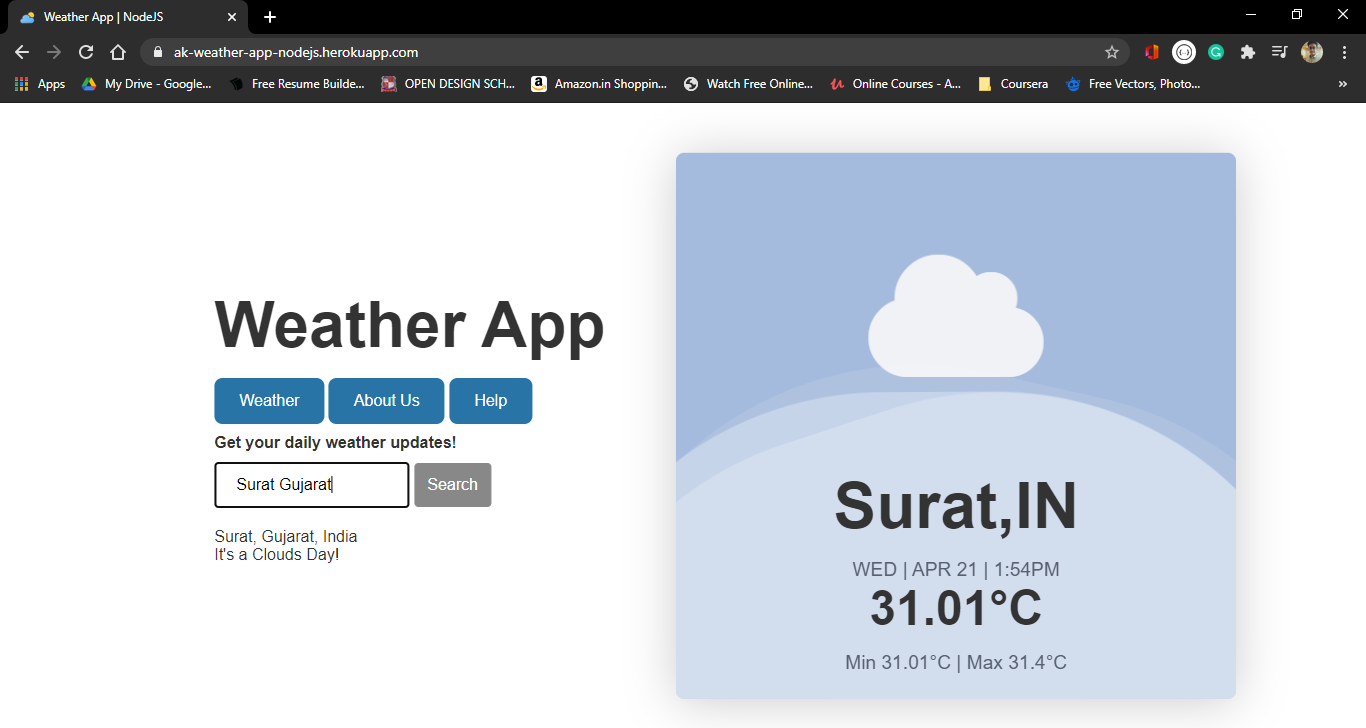 Weather App | NodeJS
ak-weather-app-nodejs.herokuapp.com
Apps My Drive - Google... Free Resume Builde... OPEN DESIGN SCH... Amazon.in Shoppin... Watch Free Online... Online Courses - A... Coursera Free Vectors, Photo... »
Weather App
Weather About Us Help
Get your daily weather updates!
Surat Gujarat Search
Surat, Gujarat, India
It's a Clouds Day!
Surat,IN
WED | APR 21 | 1:54PM
31.01°C
Min 31.01°C | Max 31.4°C